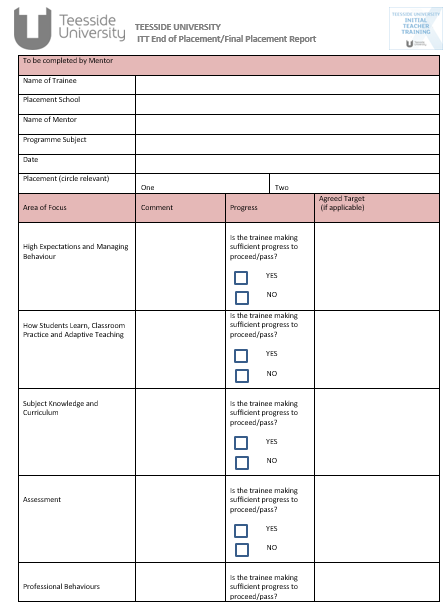 Teesside
University
TEESSIDE UNIVERSITY
ITT End of Placement/Final Placement Report
TEESSIDE UNIVERSITY
INITIAL
TEACHER
TRAINING
Teesside
University
To be completed by Mentor
Name of Trainee
Placement School
Name of Mentor
Programme Subject
Date
Placement (circle relevant)
One
Two
Area of Focus
Comment
Progress
Agreed Target
(if applicable)
High Expectations and Managing
Behaviour
Is the trainee making
sufficient progress to
proceed/pass?
YES
NO
How Students Learn, Classroom
Practice and Adaptive Teaching
Is the trainee making
sufficient progress to
proceed/pass?
YES
NO
Subject Knowledge and
Curriculum
Is the trainee making
sufficient progress to
proceed/pass?
YES
NO
Assessment
Is the trainee making
sufficient progress to
proceed/pass?
YES
NO
Professional Behaviours
Is the trainee making
sufficient progress to
proceed/pass?